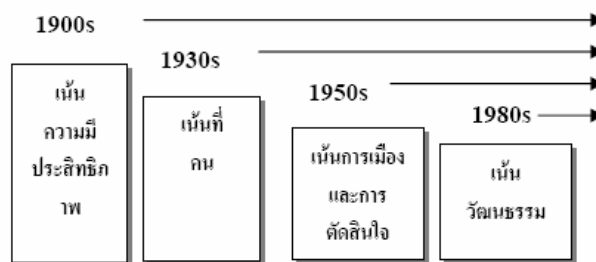 1900s
1930s
1950s
1980s
เน้น
ความมี
ประสิทธิภ
าพ
เน้นที่
คน
เน้นการเมือง
และการ
ตัดสินใจ
เน้น
วัฒนธรรม